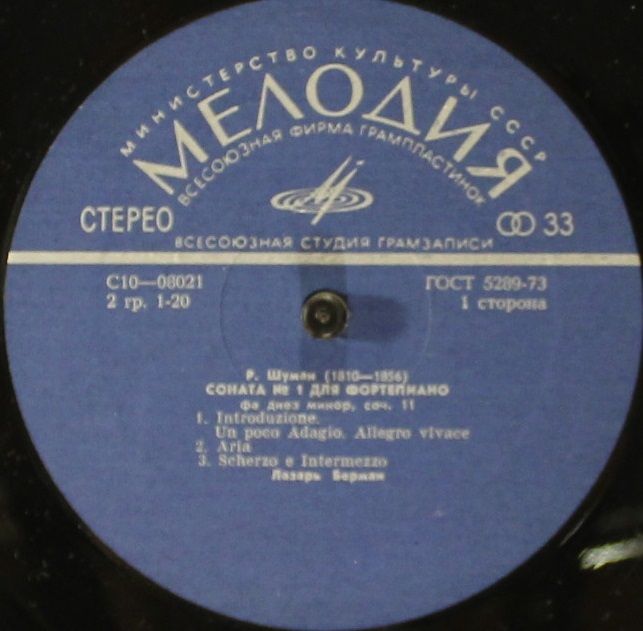 МИНИСТЕРСТВО КУЛЬТУРЫ СССР
МЕЛОДИЯ
ВСЕСОЮЗНАЯ ФИРМА ГРАМПЛАСТИНОК
СТЕРЕО
33
ВСЕСОЮЗНАЯ СТУДИЯ ГРАМЗАПИСИ
С10—08021
ГОСТ 5289-73
2 гр. 1-20
1 сторона
Р. Шуман (1810—1856)
СОНАТА № 1 ДЛЯ ФОРТЕПИАНО
фа диез минор, соч. 11
1. Introduzione.
Un poco Adagio. Allegro vivace
2. Aria
3. Scherzo e Intermezzo
Лазарь Берман